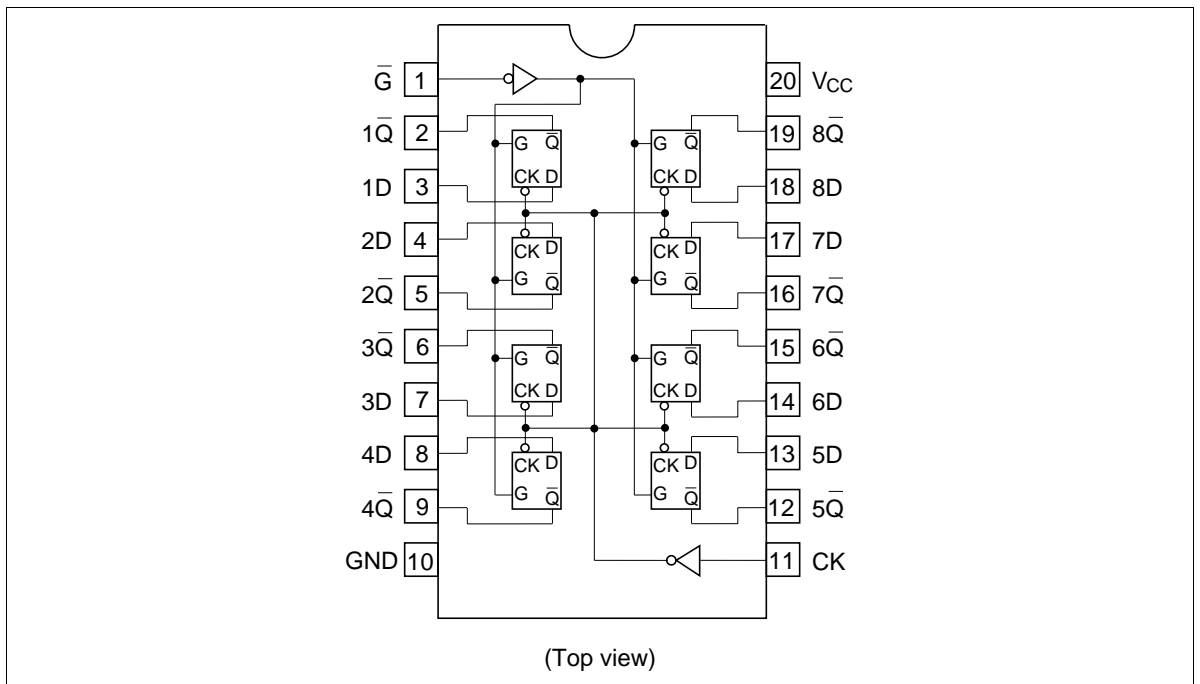 G̅ 1 20 VCC
1Q̅ 2 G Q̅ G Q̅ 19 8Q̅
1D 3 CK D CK D 18 8D
2D 4 CK D CK D 17 7D
2Q̅ 5 G Q̅ G Q̅ 16 7Q̅
3Q̅ 6 G Q̅ G Q̅ 15 6Q̅
3D 7 CK D CK D 14 6D
4D 8 CK D CK D 13 5D
4Q̅ 9 G Q̅ G Q̅ 12 5Q̅
GND 10 11 CK
(Top view)